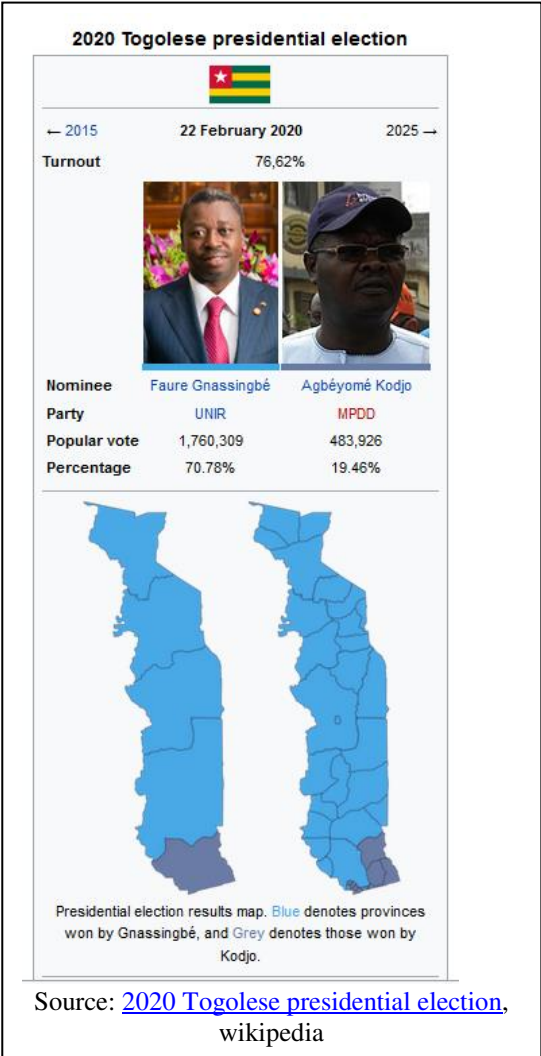 2020 Togolese presidential election
← 2015 22 February 2020 2025 →
Turnout 76,62%
Nominee Faure Gnassingbé Agbéyomé Kodjo
Party UNIR MPDD
Popular vote 1,760,309 483,926
Percentage 70.78% 19.46%
Presidential election results map. Blue denotes provinces
won by Gnassingbé, and Grey denotes those won by
Kodjo.
Source: 2020 Togolese presidential election,
wikipedia